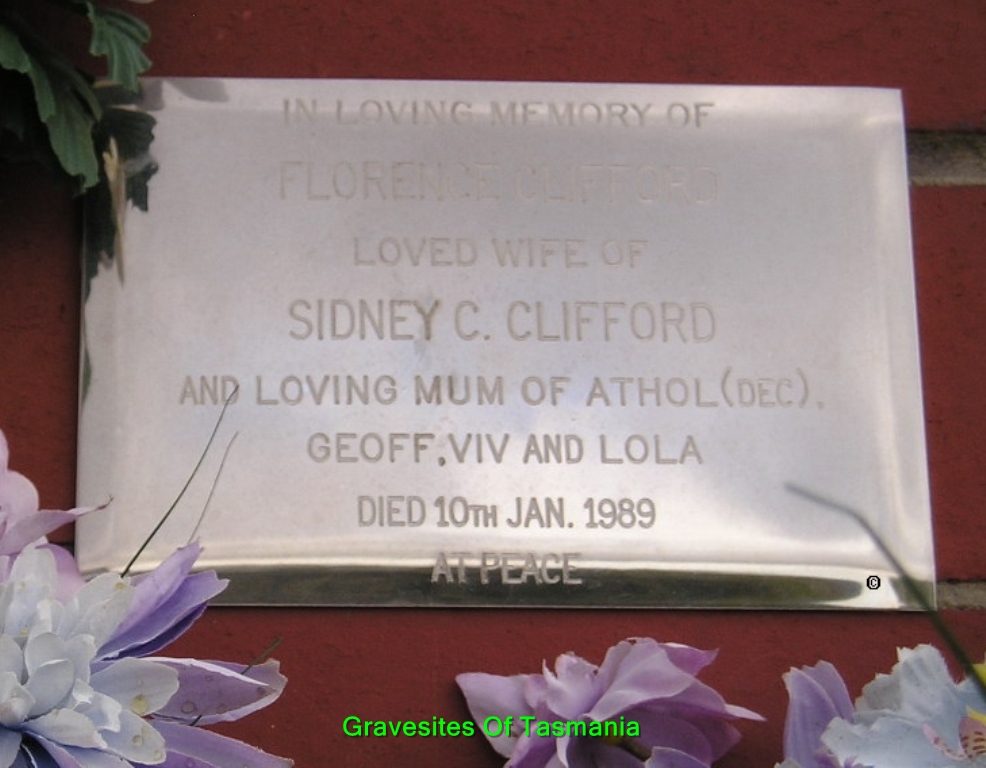 IN LOVING MEMORY OF
FLORENCE CLIFFORD
LOVED WIFE OF
SIDNEY C. CLIFFORD
AND LOVING MUM OF ATHOL (DEC).
GEOFF, VIV AND LOLA
DIED 10TH JAN. 1989
AT PEACE
©
Gravesites Of Tasmania